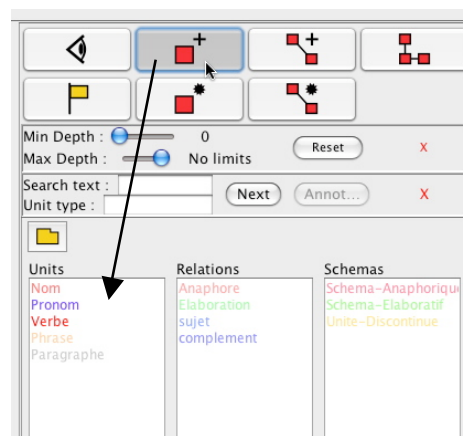 Min Depth : 0
Max Depth : No limits
Reset
X
Search text :
Unit type :
Next
Annot...
X
Units
Nom
Pronom
Verbe
Phrase
Paragraphe
Relations
Anaphore
Elaboration
sujet
complement
Schemas
Schema-Anaphoriqu
Schema-Elaboratif
Unite-Discontinue